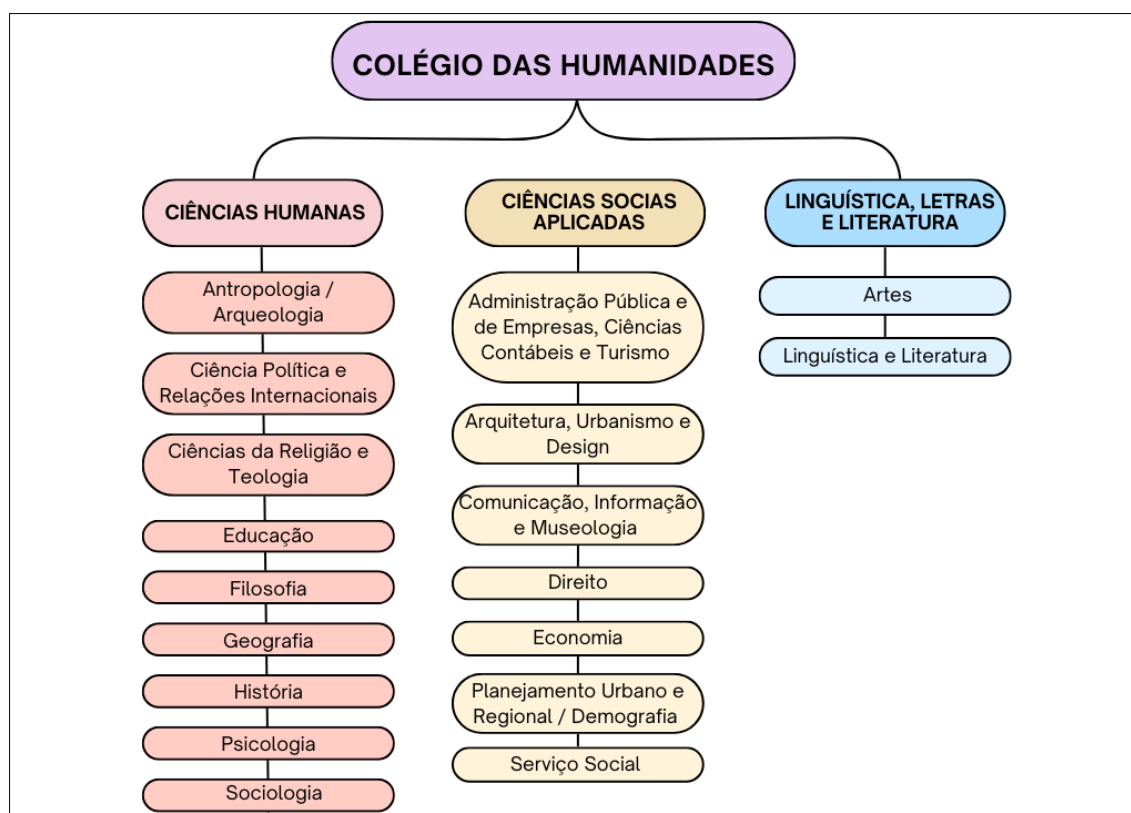 COLÉGIO DAS HUMANIDADES
CIÊNCIAS HUMANAS
Antropologia /
Arqueologia
Ciência Política e
Relações Internacionais
Ciências da Religião e
Teologia
Educação
Filosofia
Geografia
História
Psicologia
Sociologia
CIÊNCIAS SOCIAS
APLICADAS
Administração Pública e
de Empresas, Ciências
Contábeis e Turismo
Arquitetura, Urbanismo e
Design
Comunicação, Informação
e Museologia
Direito
Economia
Planejamento Urbano e
Regional / Demografia
Serviço Social
LINGUÍSTICA, LETRAS
E LITERATURA
Artes
Linguística e Literatura